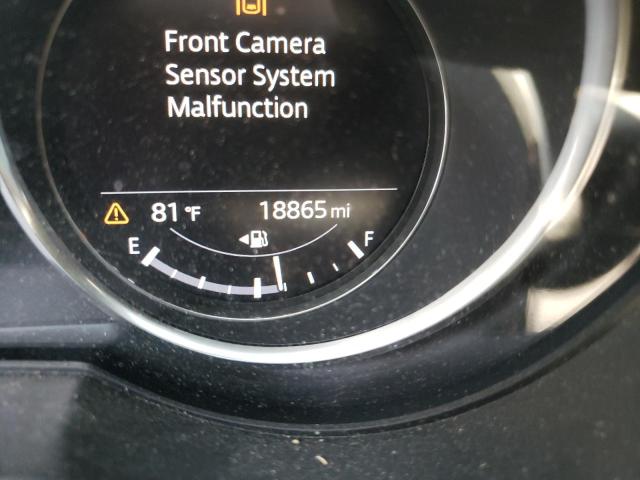 Front Camera
Sensor System
Malfunction
81 °F 18865 mi
E F